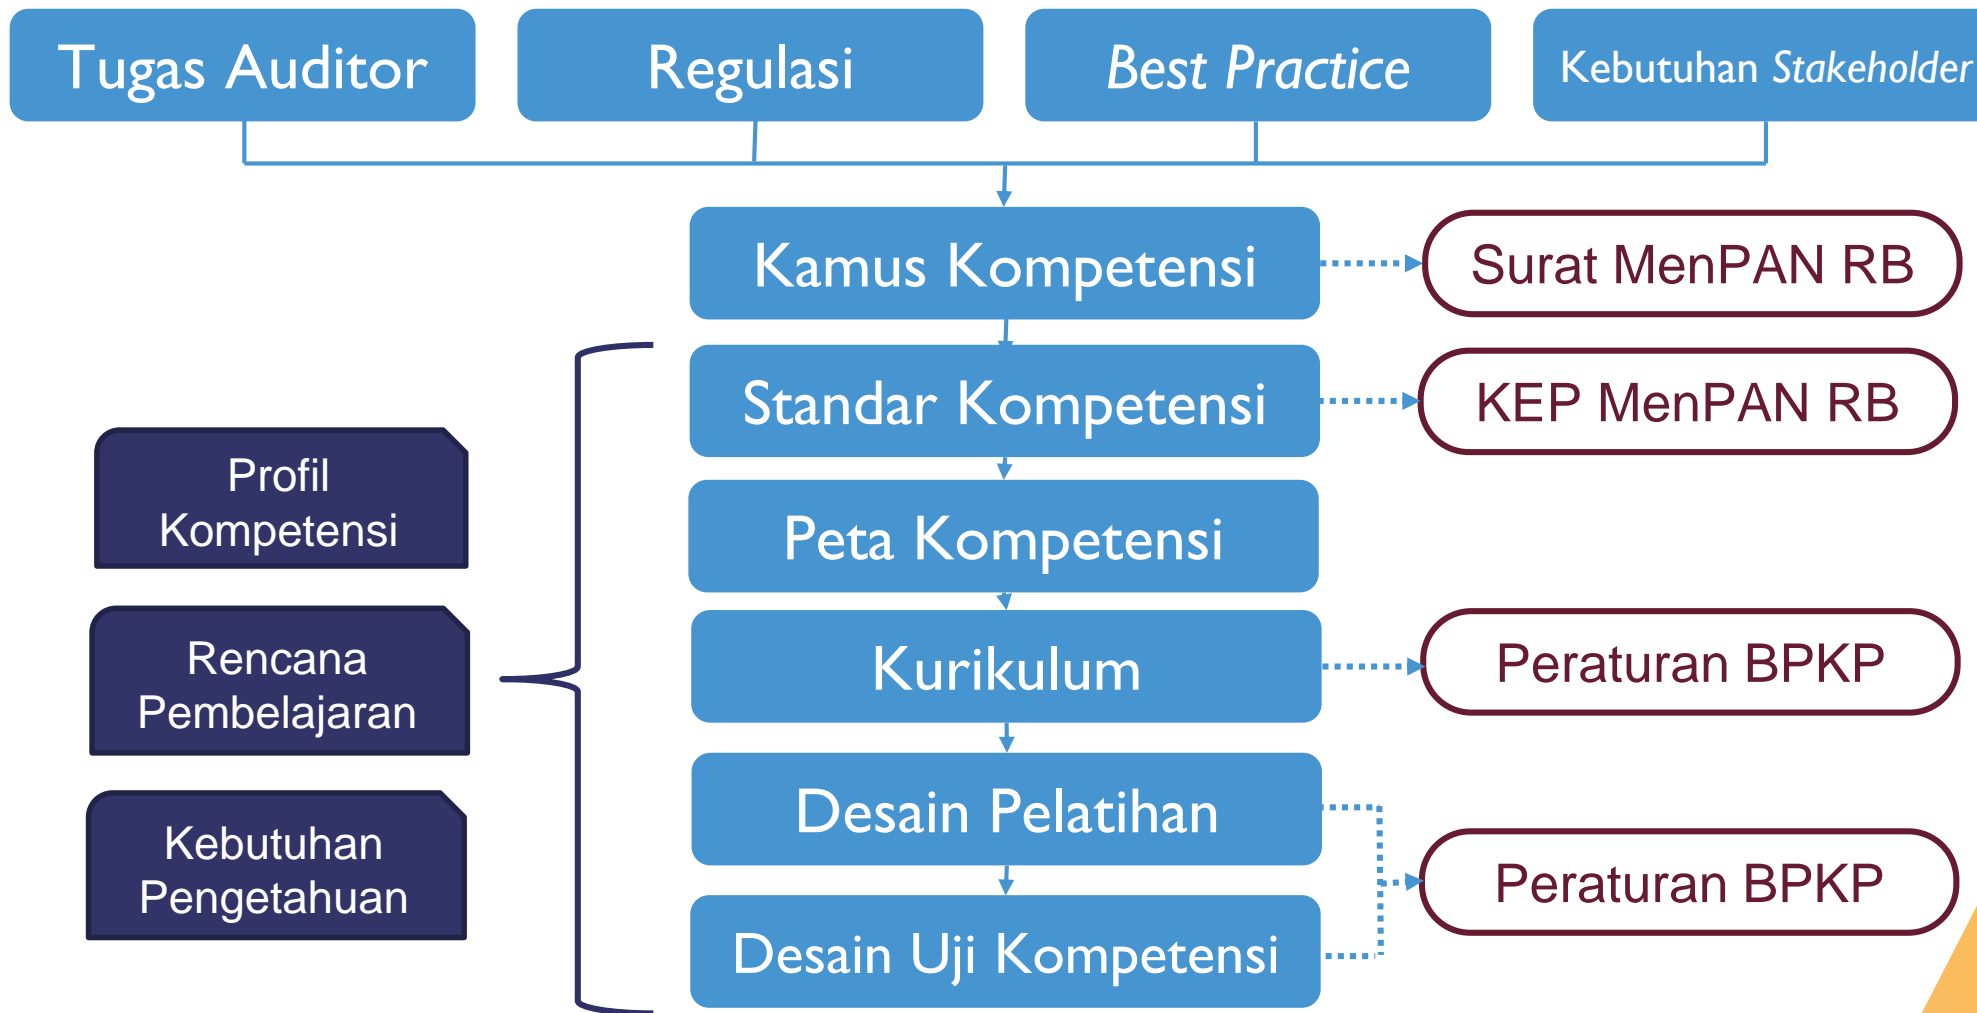 Tugas Auditor
Regulasi
Best Practice
Kebutuhan Stakeholder
Kamus Kompetensi
Surat MenPAN RB
Standar Kompetensi
KEP MenPAN RB
Profil
Kompetensi
Peta Kompetensi
Rencana
Pembelajaran
Kurikulum
Peraturan BPKP
Desain Pelatihan
Kebutuhan
Pengetahuan
Peraturan BPKP
Desain Uji Kompetensi